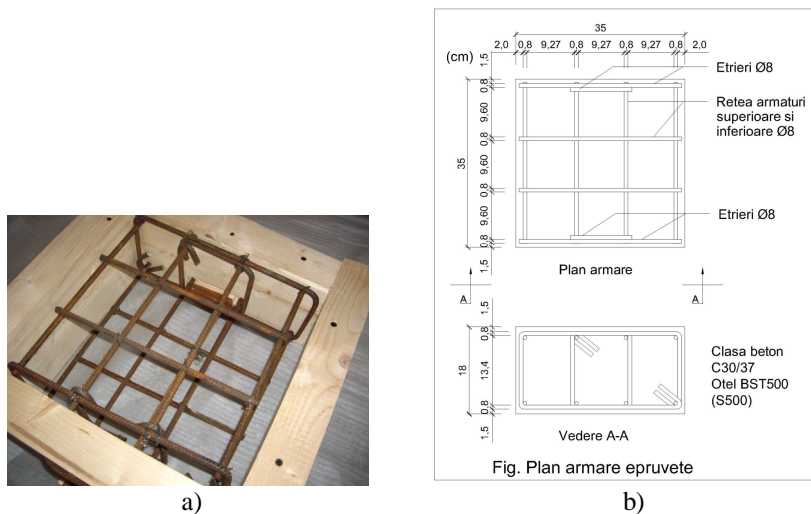 35
2,0 0,8 9,27 0,8 9,27 0,8 9,27 0,8 2,0
(cm)
1.5
0.8
9.60
0.8
9,60
0.8
9.60
0.8
1.5
35
Etrieri Ø8
Retea armaturi
superioare si
inferioare Ø8
Etrieri Ø8
Plan armare
A
A
1.5
0.8
13,4
0.8
1.5
18
Clasa beton
C30/37
Otel BST500
(S500)
Vedere A-A
Fig. Plan armare epruvete
a)
b)